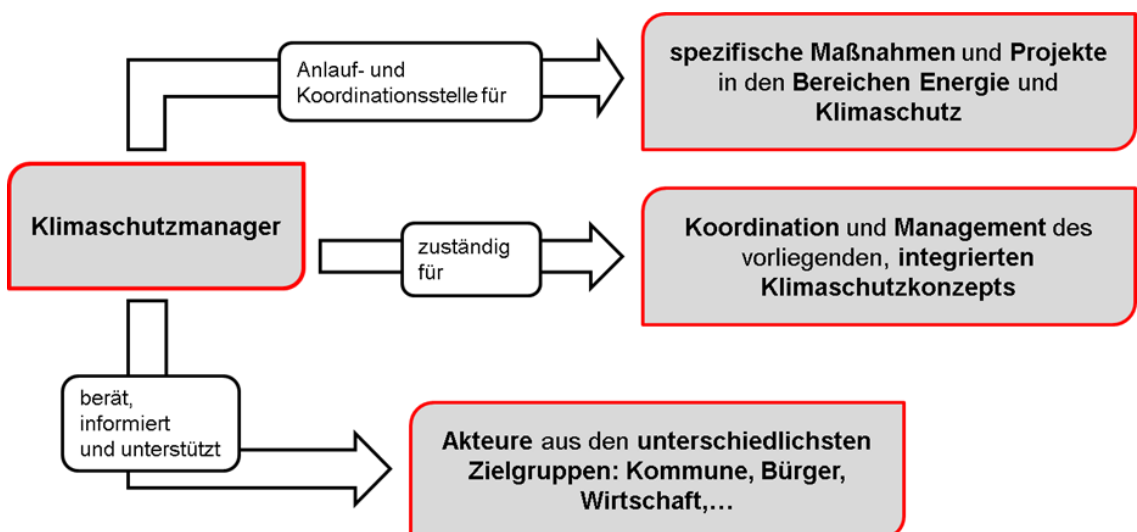 Anlauf- und
Koordinationsstelle für
spezifische Maßnahmen und Projekte
in den Bereichen Energie und
Klimaschutz
Klimaschutzmanager
zuständig
für
Koordination und Management des
vorliegenden, integrierten
Klimaschutzkonzepts
berät,
informiert
und unterstützt
Akteure aus den unterschiedlichsten
Zielgruppen: Kommune, Bürger,
Wirtschaft,…